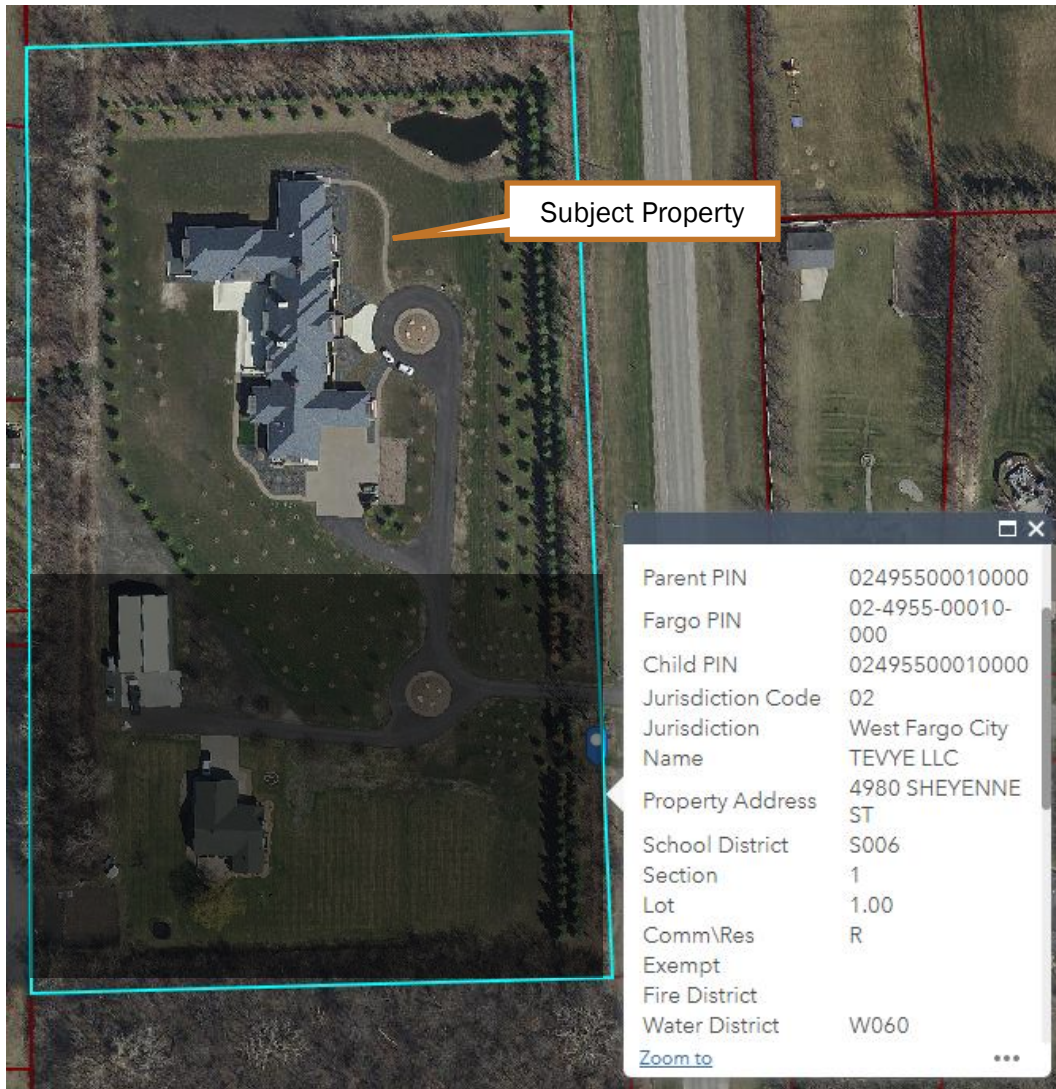 Subject Property
Parent PIN 02495500010000
Fargo PIN 02-4955-00010-
000
Child PIN 02495500010000
Jurisdiction Code 02
Jurisdiction West Fargo City
Name TEVYE LLC
Property Address 4980 SHEYENNE
ST
School District S006
Section 1
Lot 1.00
Comm\Res R
Exempt
Fire District
Water District W060
Zoom to